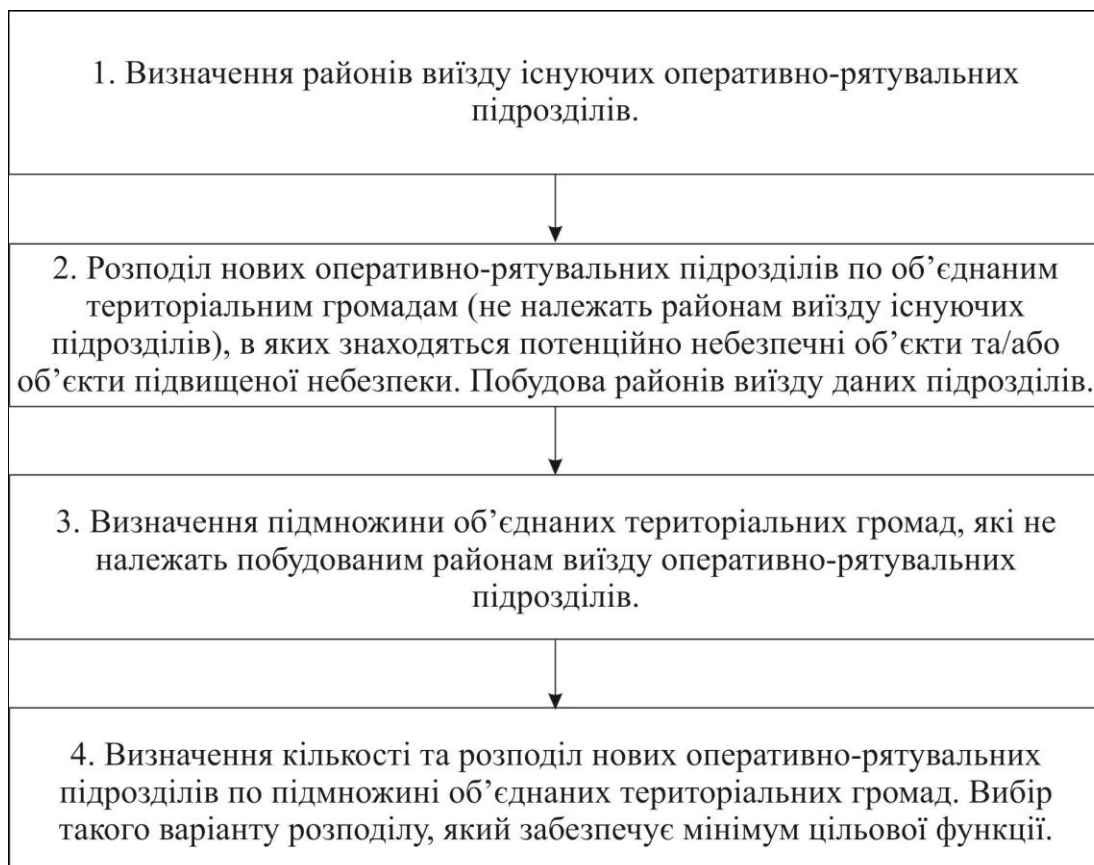 1. Визначення районів виїзду існуючих оперативно-рятувальних
підрозділів.
2. Розподіл нових оперативно-рятувальних підрозділів по об’єднаним
територіальним громадам (не належать районам виїзду існуючих
підрозділів), в яких знаходяться потенційно небезпечні об’єкти та/або
об’єкти підвищеної небезпеки. Побудова районів виїзду даних підрозділів.
3. Визначення підмножини об’єднаних територіальних громад, які не
належать побудованим районам виїзду оперативно-рятувальних
підрозділів.
4. Визначення кількості та розподіл нових оперативно-рятувальних
підрозділів по підмножині об’єднаних територіальних громад. Вибір
такого варіанту розподілу, який забезпечує мінімум цільової функції.